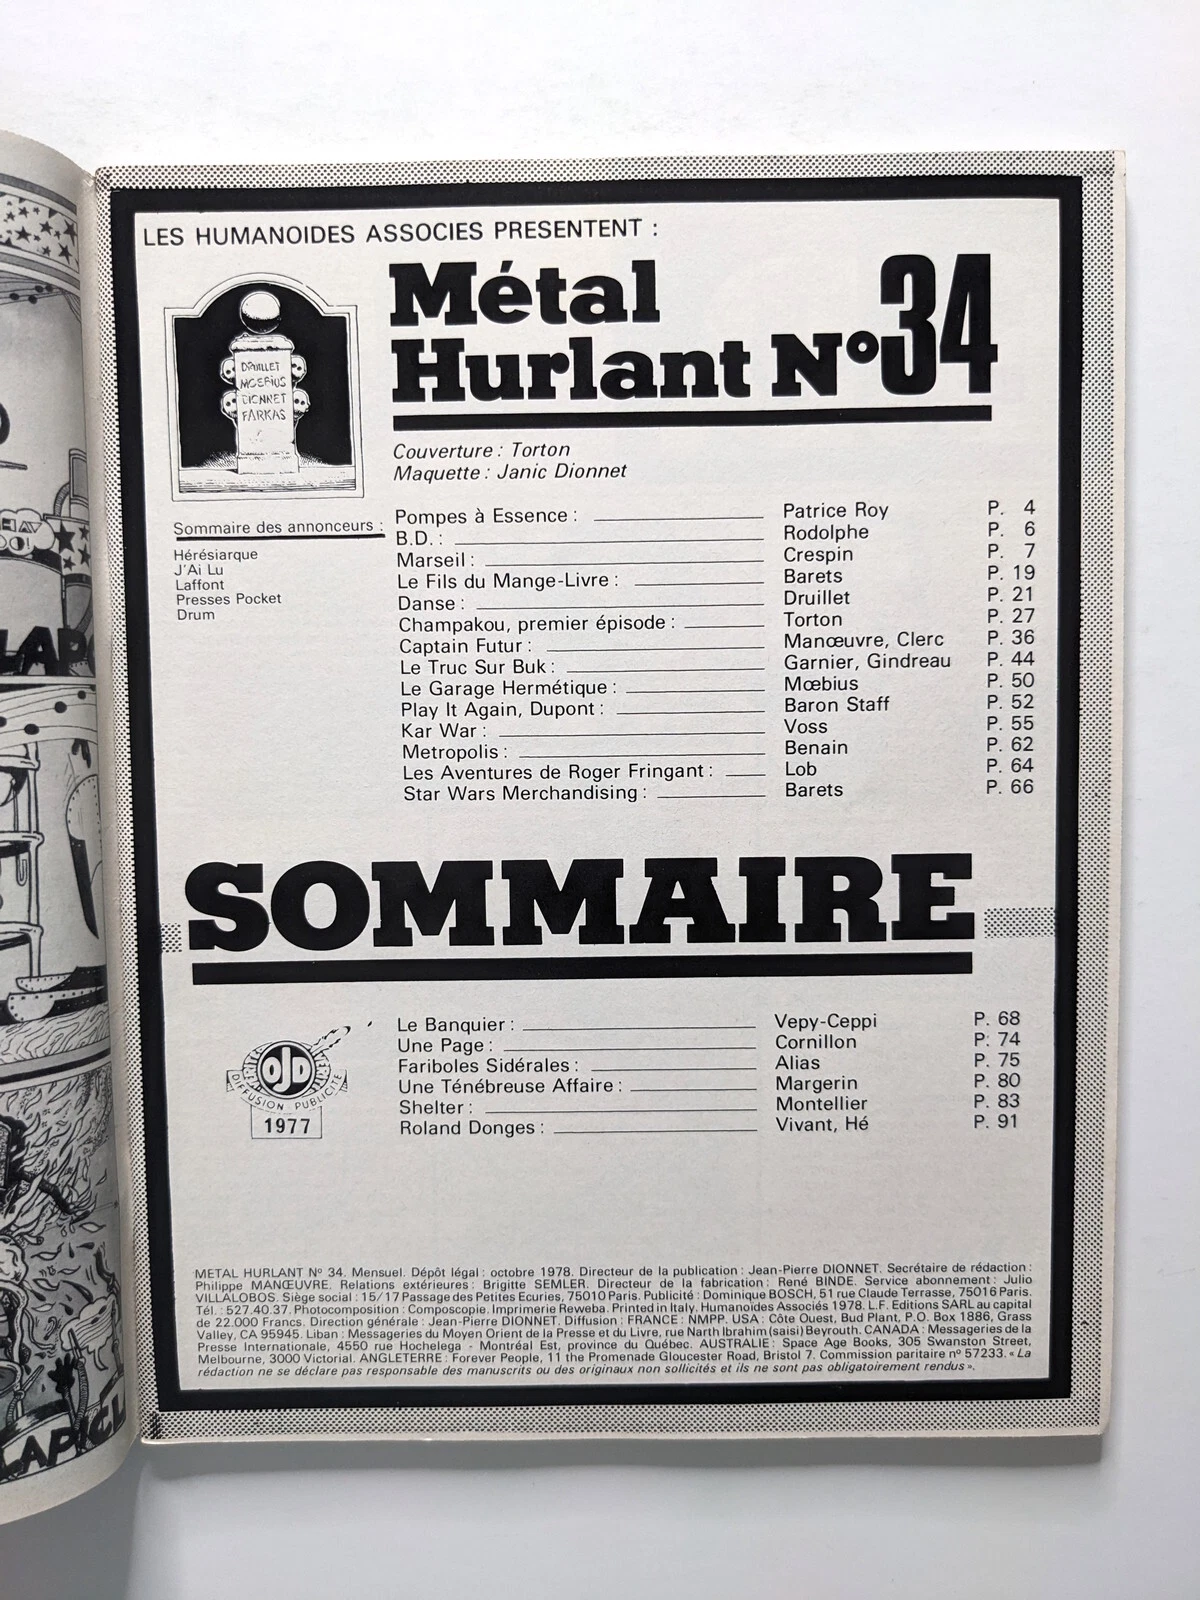 LES HUMANOIDES ASSOCIES PRESENTENT :
Métal
Hurlant Nº34
DRUILLET
MOEBIUS
DIONNET
FARKAS
Couverture : Torton
Maquette : Janic Dionnet
Sommaire des annonceurs :
Hérésiarque
J'Ai Lu
Laffont
Presses Pocket
Drum
Pompes à Essence : Patrice Roy P. 4
B.D. : Rodolphe P. 6
Marseil : Crespin P. 7
Le Fils du Mange-Livre : Barets P. 19
Danse : Druillet P. 21
Champakou, premier épisode : Torton P. 27
Captain Futur : Manœuvre, Clerc P. 36
Le Truc Sur Buk : Garnier, Gindreau P. 44
Le Garage Hermétique : Mœbius P. 50
Play It Again, Dupont : Baron Staff P. 52
Kar War : Voss P. 55
Metropolis : Benain P. 62
Les Aventures de Roger Fringant : Lob P. 64
Star Wars Merchandising : Barets P. 66
SOMMAIRE
Le Banquier : Vepy-Ceppi P. 68
Une Page : Cornillon P. 74
Fariboles Sidérales : Alias P. 75
Une Ténébreuse Affaire : Margerin P. 80
Shelter : Montellier P. 83
Roland Donges : Vivant, Hé P. 91
OJD
DIFFUSION PUBLICITÉ
1977
METAL HURLANT Nº 34. Mensuel. Dépôt légal : octobre 1978. Directeur de la publication : Jean-Pierre DIONNET. Secrétaire de rédaction :
Philippe MANŒUVRE. Relations extérieures : Brigitte SEMLER. Directeur de la fabrication : René BINDE. Service abonnement : Julio
VILLALOBOS. Siège social : 15/17 Passage des Petites Ecuries, 75010 Paris. Publicité : Dominique BOSCH, 51 rue Claude Terrasse, 75016 Paris.
Tél. : 527.40.37. Photocomposition : Composcopie. Imprimerie Reweba. Printed in Italy. Humanoides Associés 1978. L.F. Editions SARL au capital
de 22.000 Francs. Direction générale : Jean-Pierre DIONNET. Diffusion : FRANCE : NMPP. USA : Côte Ouest, Bud Plant, P.O. Box 1886, Grass
Valley, CA 95945. Liban : Messageries du Moyen Orient de la Presse et du Livre, rue Narth Ibrahim (saisi) Beyrouth. CANADA : Messageries de la
Presse Internationale, 4550 rue Hochelega - Montréal Est, province du Québec. AUSTRALIE : Space Age Books, 305 Swanston Street,
Melbourne, 3000 Victorial. ANGLETERRE : Forever People, 11 the Promenade Gloucester Road, Bristol 7. Commission paritaire nº 57233. « La
rédaction ne se déclare pas responsable des manuscrits ou des originaux non sollicités et ils ne sont pas obligatoirement rendus ».